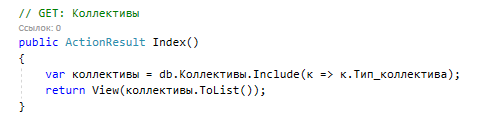 // GET: Коллективы
Ссылок: 0
public ActionResult Index()
{
var коллективы = db.Коллективы.Include(к => к.Тип_коллектива);
return View(коллективы.ToList());
}